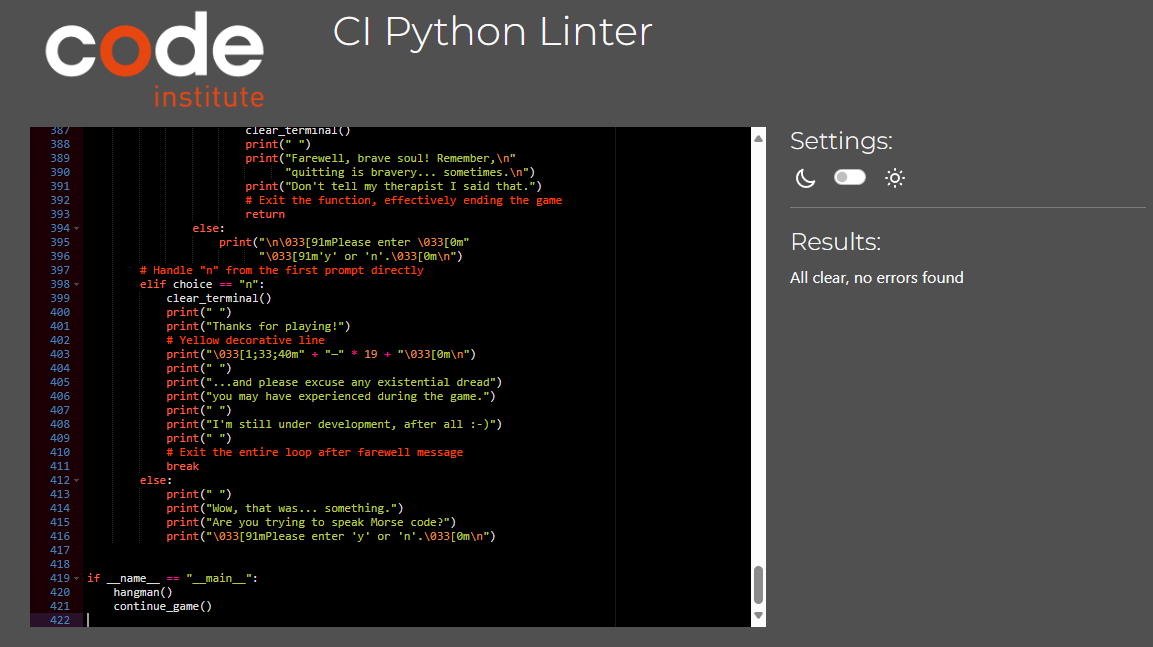 code
institute
CI Python Linter
387 clear_terminal()
388 print(" ")
389 print("Farewell, brave soul! Remember,\n"
390 "quitting is bravery... sometimes.\n")
391 print("Don't tell my therapist I said that.")
392 # Exit the function, effectively ending the game
393 return
394 else:
395 print("\n\033[91mPlease enter \033[0m"
396 "\033[91m'y' or 'n'.\033[0m\n")
397 # Handle "n" from the first prompt directly
398 elif choice == "n":
399 clear_terminal()
400 print(" ")
401 print("Thanks for playing!")
402 # Yellow decorative line
403 print("\033[1;33;40m" + "—" * 19 + "\033[0m\n")
404 print(" ")
405 print("...and please excuse any existential dread")
406 print("you may have experienced during the game.")
407 print(" ")
408 print("I'm still under development, after all :-)")
409 print(" ")
410 # Exit the entire loop after farewell message
411 break
412 else:
413 print(" ")
414 print("Wow, that was... something.")
415 print("Are you trying to speak Morse code?")
416 print("\033[91mPlease enter 'y' or 'n'.\033[0m\n")
417
418
419 if __name__ == "__main__":
420 hangman()
421 continue_game()
422
Settings:
Results:
All clear, no errors found